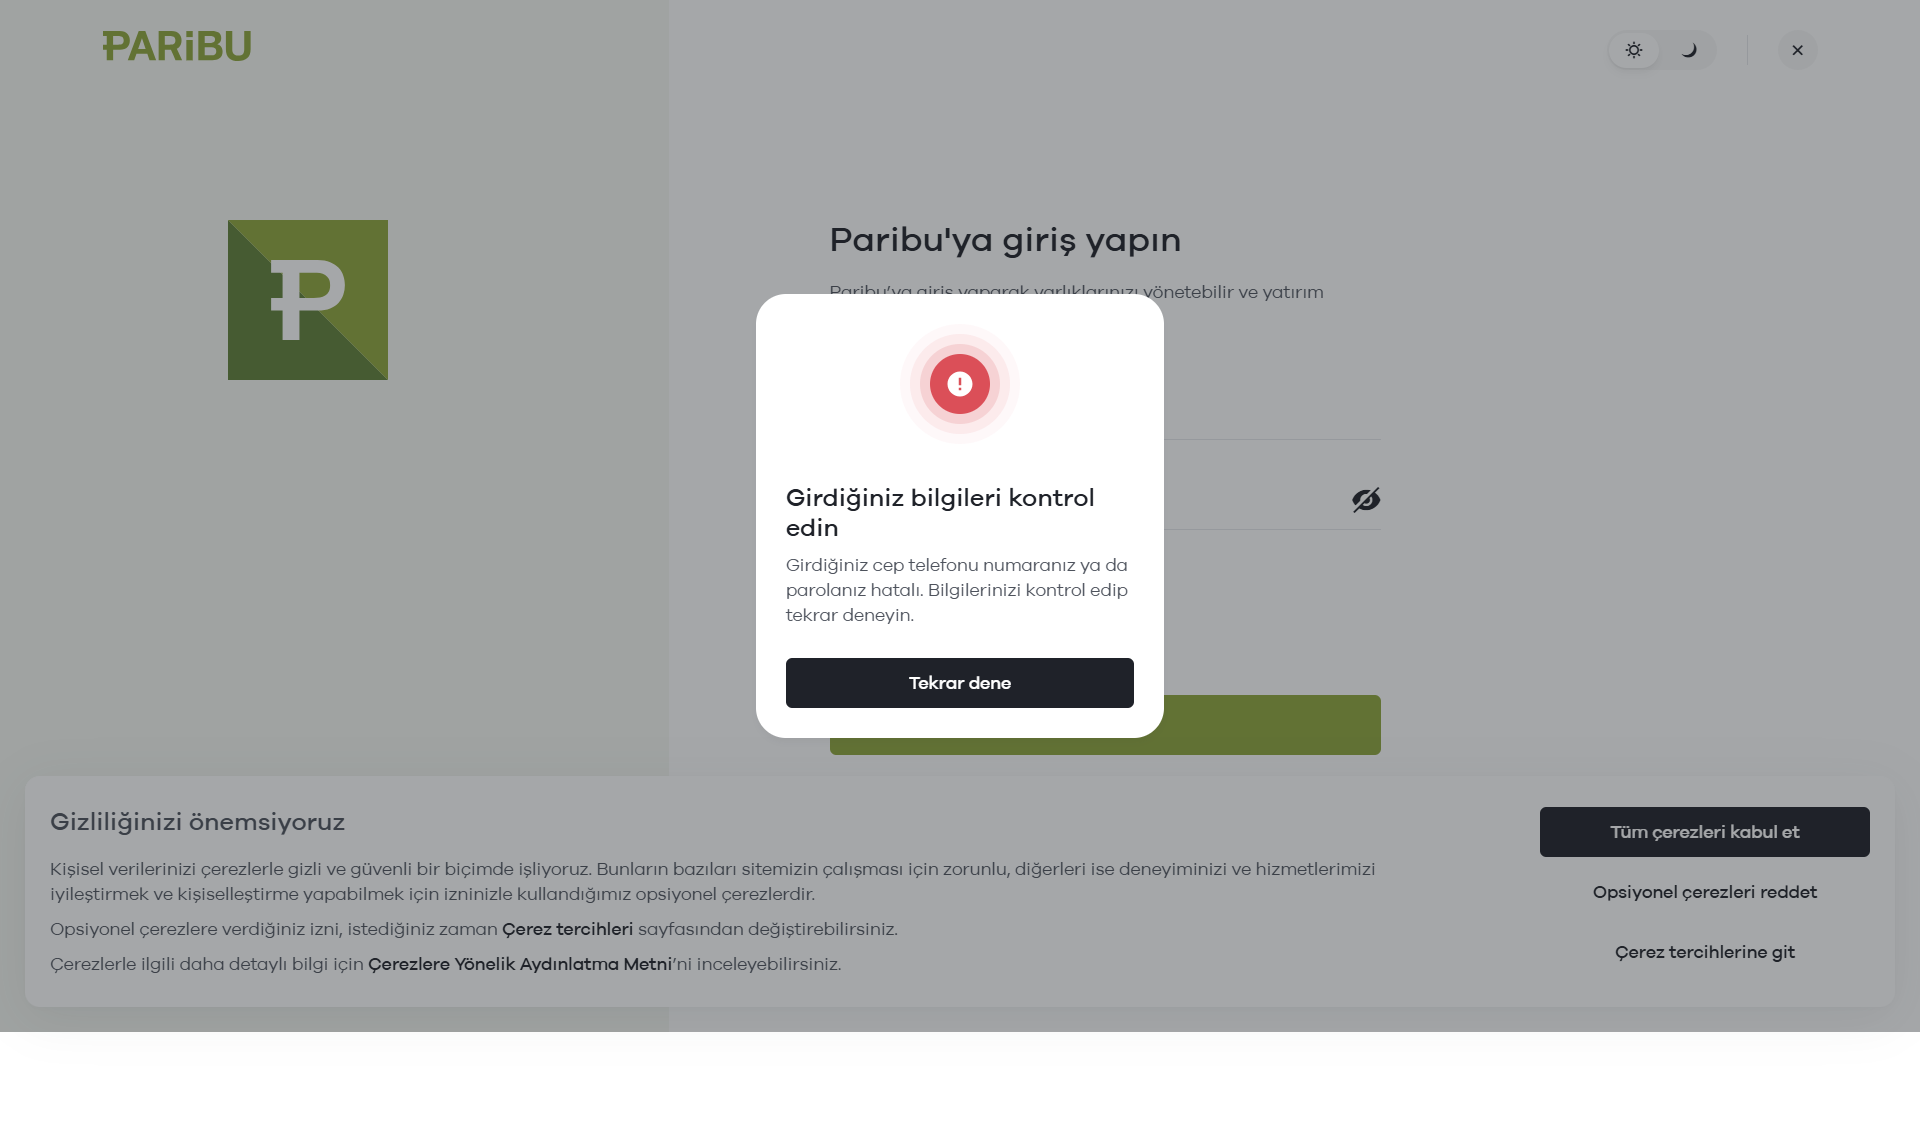 PARiBU
Paribu'ya giriş yapın
Paribu’ya giriş yaparak varlıklarınızı yönetebilir ve yatırım
Girdiğiniz bilgileri kontrol
edin
Girdiğiniz cep telefonu numaranız ya da
parolanız hatalı. Bilgilerinizi kontrol edip
tekrar deneyin.
Tekrar dene
Gizliliğinizi önemsiyoruz
Kişisel verilerinizi çerezlerle gizli ve güvenli bir biçimde işliyoruz. Bunların bazıları sitemizin çalışması için zorunlu, diğerleri ise deneyiminizi ve hizmetlerimizi
iyileştirmek ve kişiselleştirme yapabilmek için izninizle kullandığımız opsiyonel çerezlerdir.
Opsiyonel çerezlere verdiğiniz izni, istediğiniz zaman Çerez tercihleri sayfasından değiştirebilirsiniz.
Çerezlerle ilgili daha detaylı bilgi için Çerezlere Yönelik Aydınlatma Metni’ni inceleyebilirsiniz.
Tüm çerezleri kabul et
Opsiyonel çerezleri reddet
Çerez tercihlerine git